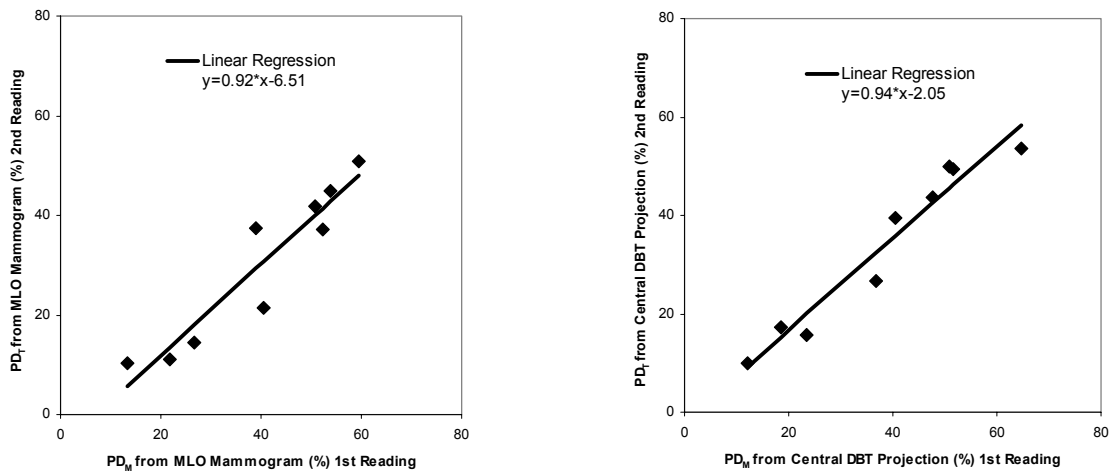 80
60
40
20
0
0
20
40
60
80
PDT from MLO Mammogram (%) 2nd Reading
PDM from MLO Mammogram (%) 1st Reading
Linear Regression
y=0.92*x-6.51
80
60
40
20
0
0
20
40
60
80
PDT from Central DBT Projection (%) 2nd Reading
PDM from Central DBT Projection (%) 1st Reading
Linear Regression
y=0.94*x-2.05